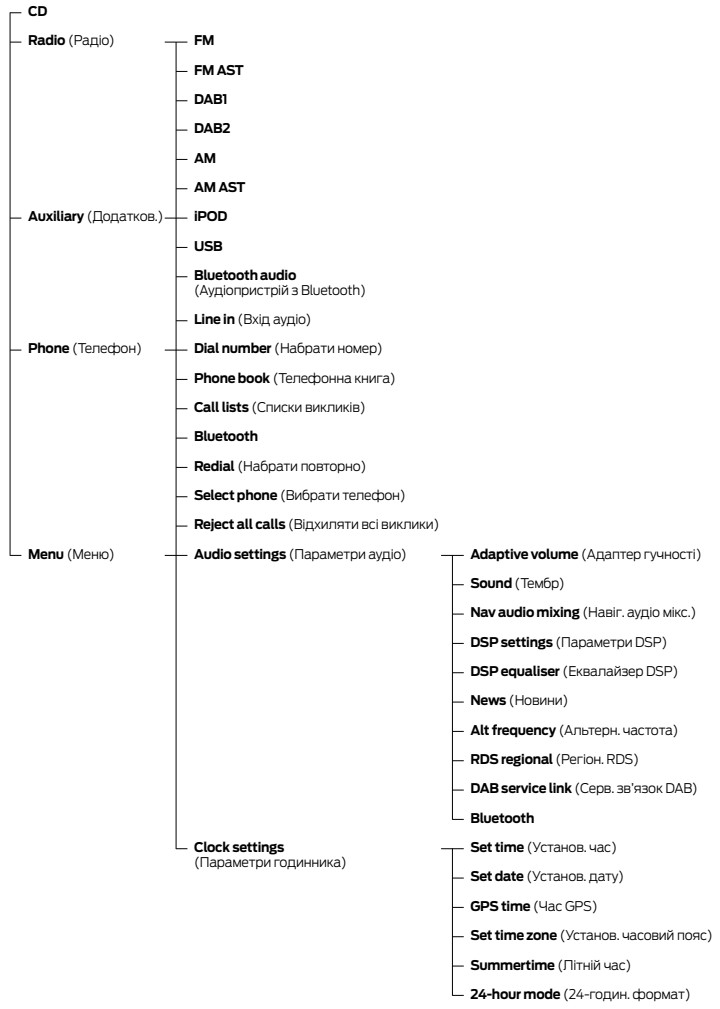 CD
Radio (Радіо)
FM
FM AST
DAB1
DAB2
AM
AM AST
Auxiliary (Додатков.)
iPOD
USB
Bluetooth audio
(Аудіопристрій з Bluetooth)
Line in (Вхід аудіо)
Phone (Телефон)
Dial number (Набрати номер)
Phone book (Телефонна книга)
Call lists (Списки викликів)
Bluetooth
Redial (Набрати повторно)
Select phone (Вибрати телефон)
Reject all calls (Відхиляти всі виклики)
Menu (Меню)
Audio settings (Параметри аудіо)
Adaptive volume (Адаптер гучності)
Sound (Тембр)
Nav audio mixing (Навіг. аудіо мікс.)
DSP settings (Параметри DSP)
DSP equaliser (Еквалайзер DSP)
News (Новини)
Alt frequency (Альтерн. частота)
RDS regional (Регіон. RDS)
DAB service link (Серв. зв'язок DAB)
Bluetooth
Clock settings
(Параметри годинника)
Set time (Установ. час)
Set date (Установ. дату)
GPS time (Час GPS)
Set time zone (Установ. часовий пояс)
Summertime (Літній час)
24-hour mode (24-годин. формат)